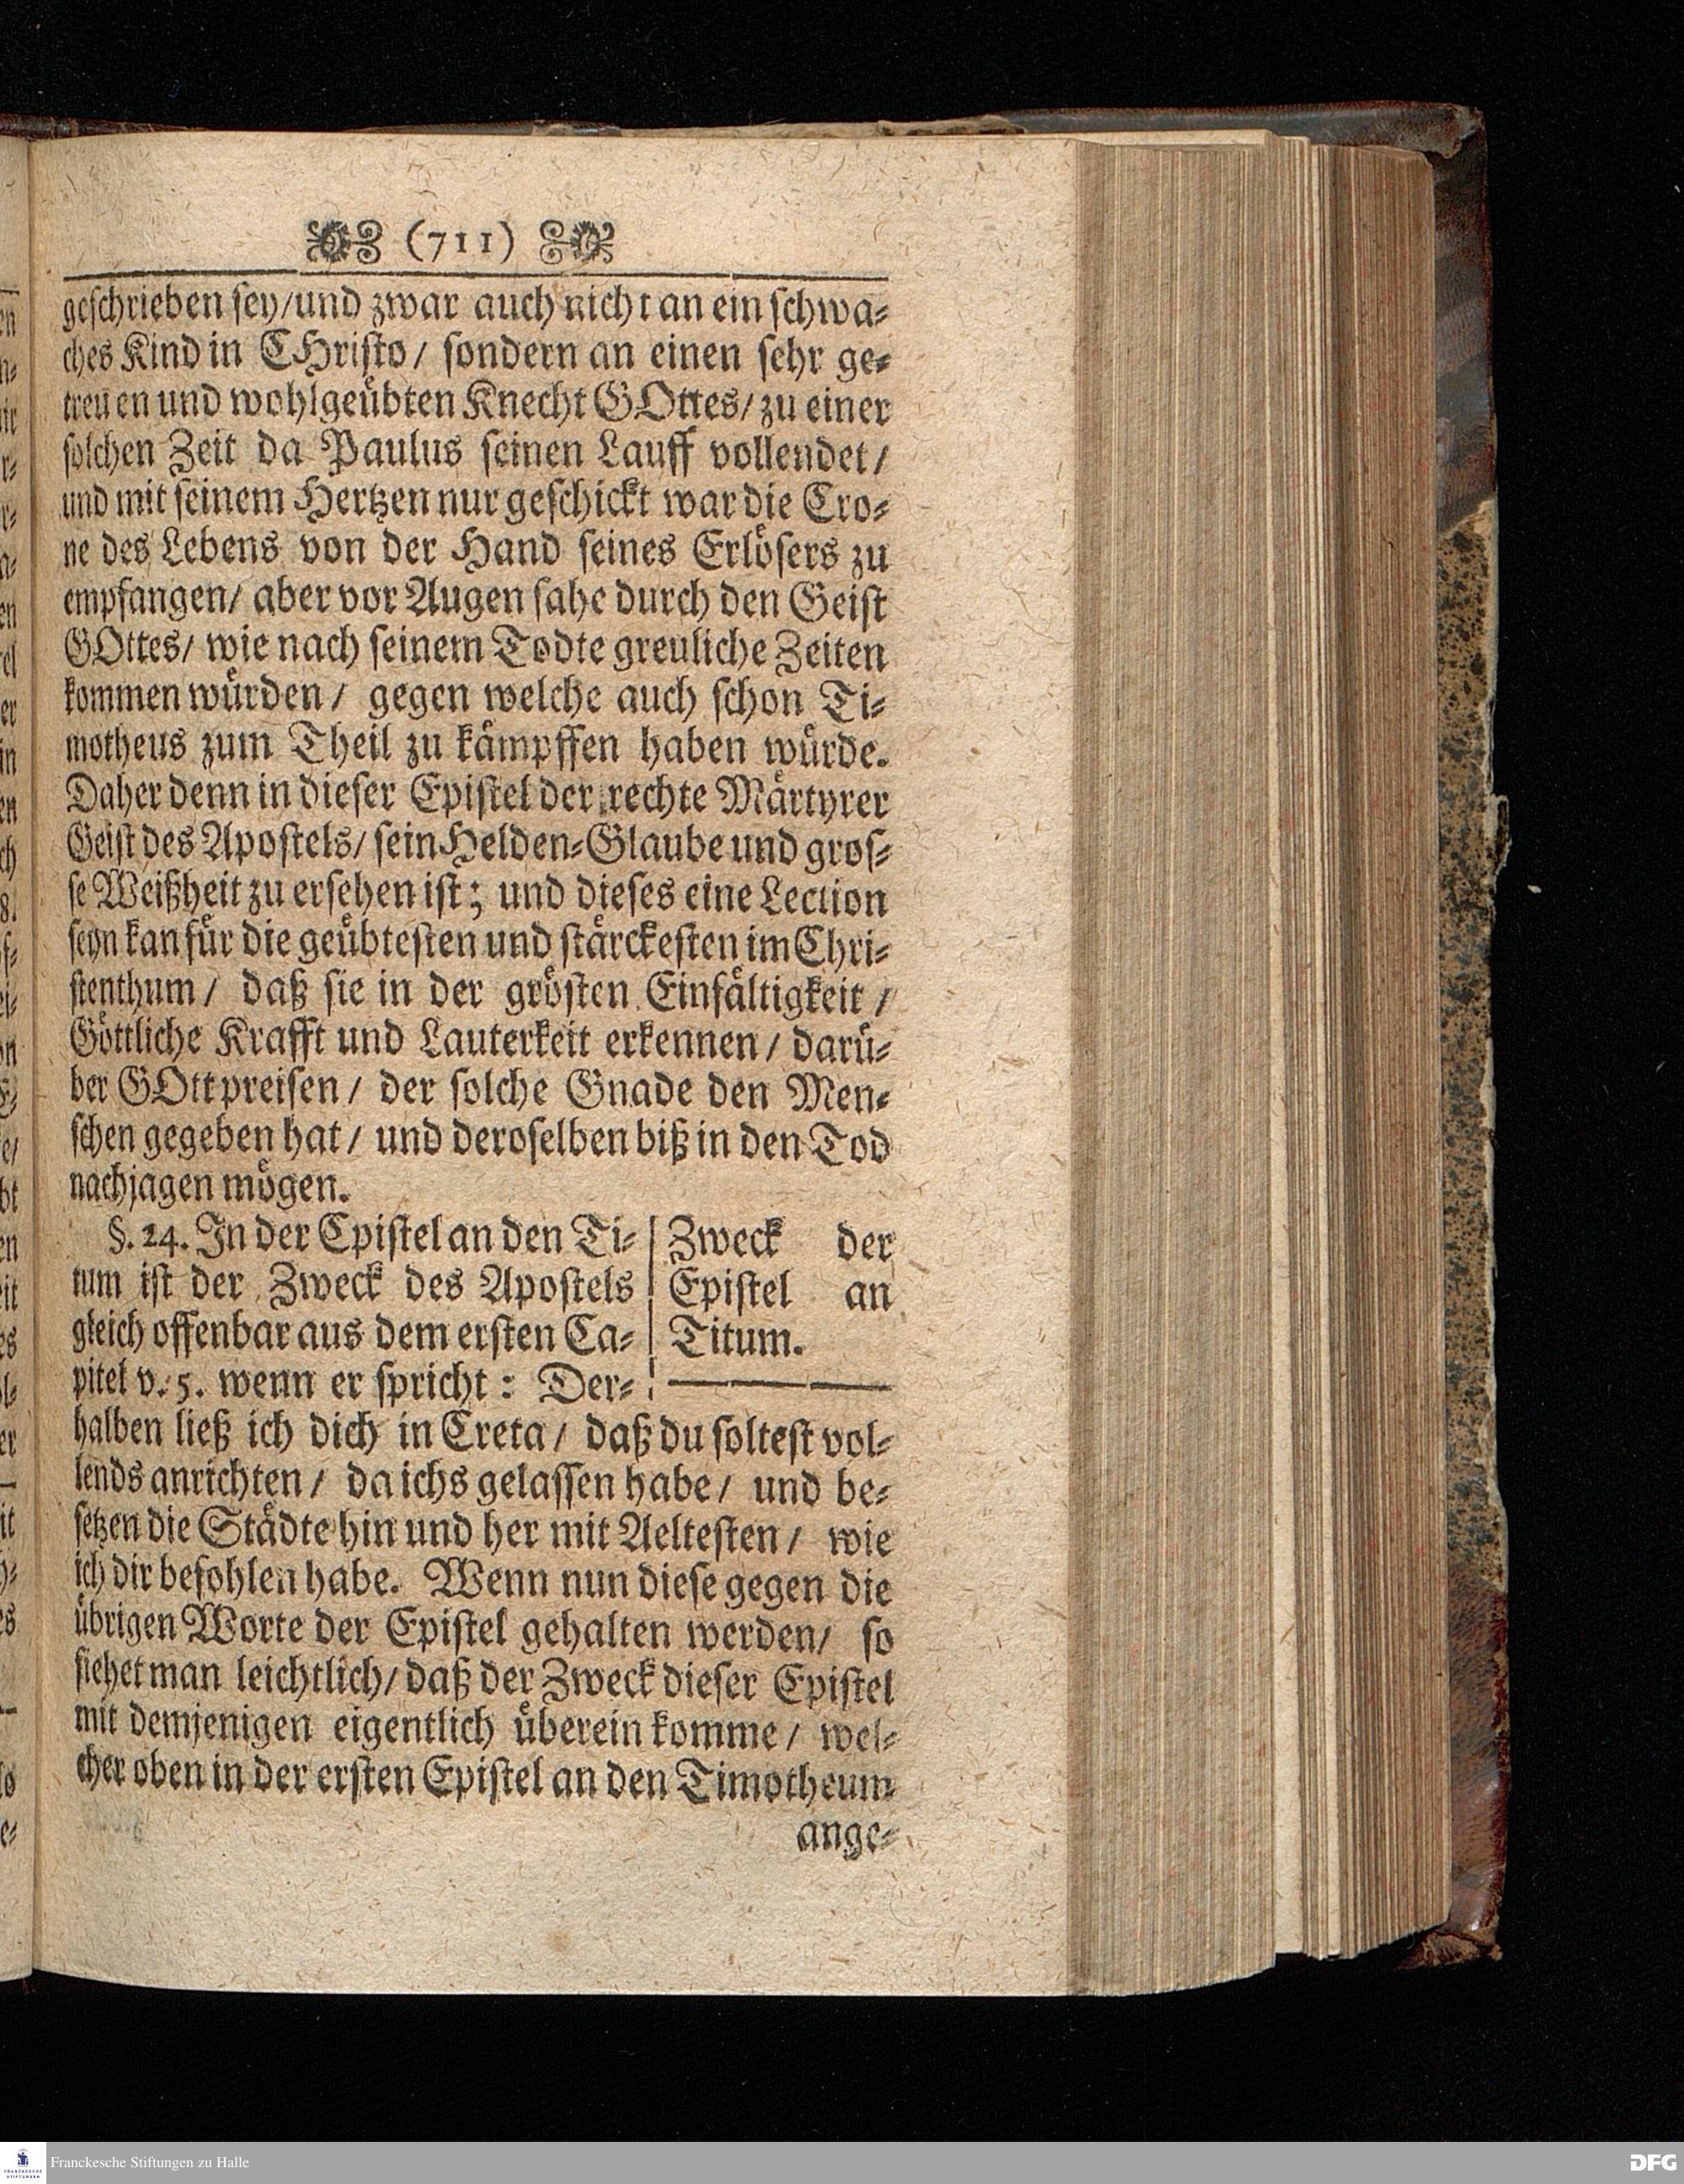 (711)
geſchrieben ſey/und zwar auch nicht an ein ſchwa-
ches Kind in CHriſto/ ſondern an einen ſehr ge-
treuen und wohlgeübten Knecht GOttes/ zu einer
ſolchen Zeit da Paulus ſeinen Lauff vollendet/
und mit ſeinem Hertzen nur geſchickt war die Cro-
ne des Lebens von der Hand ſeines Erlöſers zu
empfangen/ aber vor Augen ſahe durch den Geiſt
GOttes/ wie nach ſeinem Todte greuliche Zeiten
kommen würden/ gegen welche auch ſchon Ti-
motheus zum Theil zu kämpffen haben würde.
Daher denn in dieſer Epiſtel der rechte Märtyrer
Geiſt des Apoſtels/ ſein Helden-Glaube und groſ-
ſe Weißheit zu erſehen iſt; und dieſes eine Lection
ſeyn kan für die geübteſten und ſtärckeſten im Chri-
ſtenthum/ daß ſie in der gröſten Einfältigkeit/
Göttliche Krafft und Lauterkeit erkennen/ darü-
ber GOtt preiſen/ der ſolche Gnade den Men-
ſchen gegeben hat/ und deroſelben biß in den Tod
nachjagen mögen.
§. 24. In der Epiſtel an den Ti-
tum iſt der Zweck des Apoſtels
gleich offenbar aus dem erſten Ca-
pitel v. 5. wenn er ſpricht: Der-
Zweck der
Epiſtel an
Titum.
halben ließ ich dich in Creta/ daß du ſolteſt vol-
lends anrichten/ da ichs gelaſſen habe/ und be-
ſetzen die Städte hin und her mit Aelteſten/ wie
ich dir befohlen habe. Wenn nun dieſe gegen die
übrigen Worte der Epiſtel gehalten werden/ ſo
ſiehet man leichtlich/ daß der Zweck dieſer Epiſtel
mit demjenigen eigentlich überein komme/ wel-
cher oben in der erſten Epiſtel an den Timotheum
ange-
Franckesche Stiftungen zu Halle
DFG